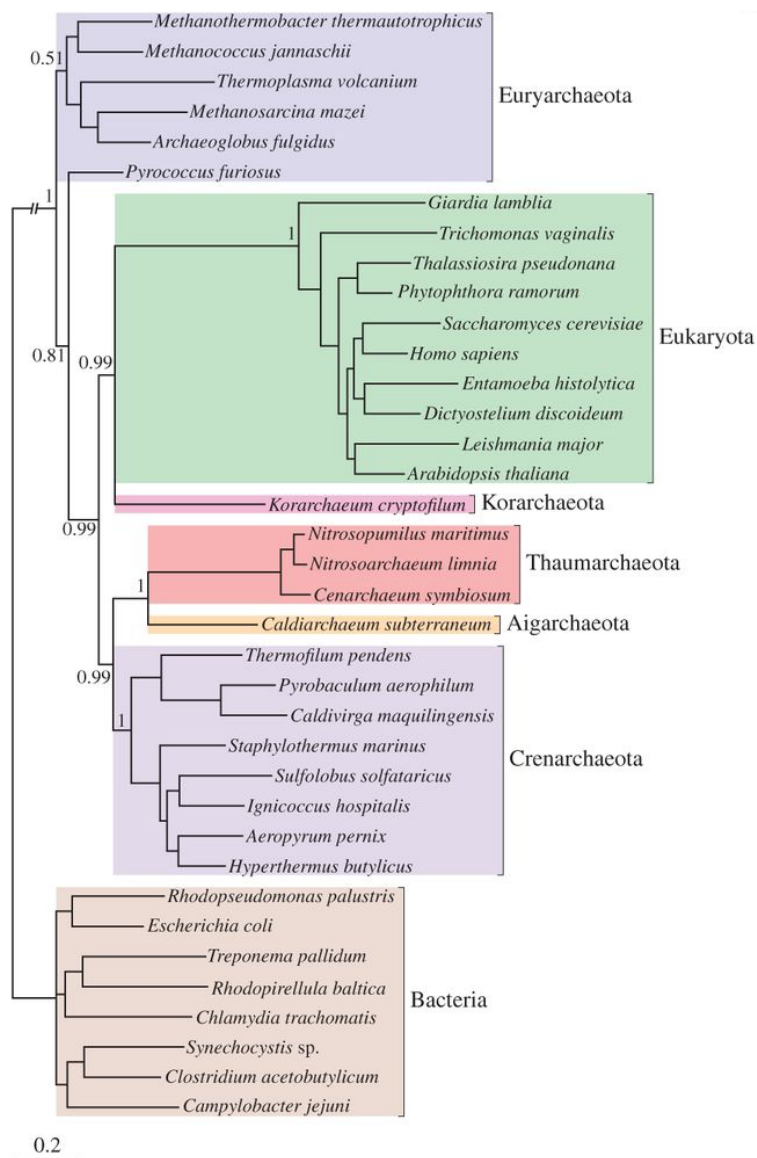 Methanothermobacter thermautotrophicus
0.51
Methanococcus jannaschii
Thermoplasma volcanium
Euryarchaeota
Methanosarcina mazei
Archaeoglobus fulgidus
Pyrococcus furiosus
1
Giardia lamblia
1
Trichomonas vaginalis
Thalassiosira pseudonana
Phytophthora ramorum
Saccharomyces cerevisiae
Eukaryota
0.81
0.99
Homo sapiens
Entamoeba histolytica
Dictyostelium discoideum
Leishmania major
Arabidopsis thaliana
Korarchaeum cryptofilum
Korarchaeota
0.99
Nitrosopumilus maritimus
Nitrosoarchaeum limnia
Thaumarchaeota
1
Cenarchaeum symbiosum
Caldiarchaeum subterraneum
Aigarchaeota
Thermofilum pendens
0.99
Pyrobaculum aerophilum
1
Caldivirga maquilingensis
Staphylothermus marinus
Crenarchaeota
Sulfolobus solfataricus
Ignicoccus hospitalis
Aeropyrum pernix
Hyperthermus butylicus
Rhodopseudomonas palustris
Escherichia coli
Treponema pallidum
Rhodopirellula baltica
Bacteria
Chlamydia trachomatis
Synechocystis sp.
Clostridium acetobutylicum
Campylobacter jejuni
0.2